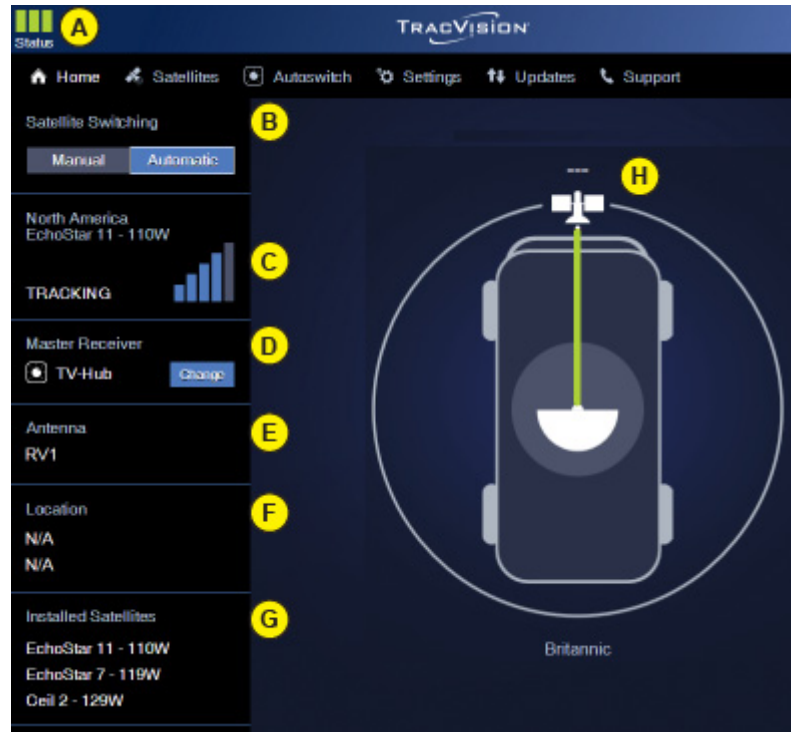 Status
A
TRACVISION
Home Satellites Autoswitch Settings Updates Support
Satellite Switching
B
Manual Automatic
North America
EchoStar 11 - 110W
C
TRACKING
Master Receiver
D
TV-Hub Change
Antenna
E
RV1
Location
F
N/A
N/A
Installed Satellites
G
EchoStar 11 - 110W
EchoStar 7 - 119W
Ceil 2 - 129W
---
H
Britannic